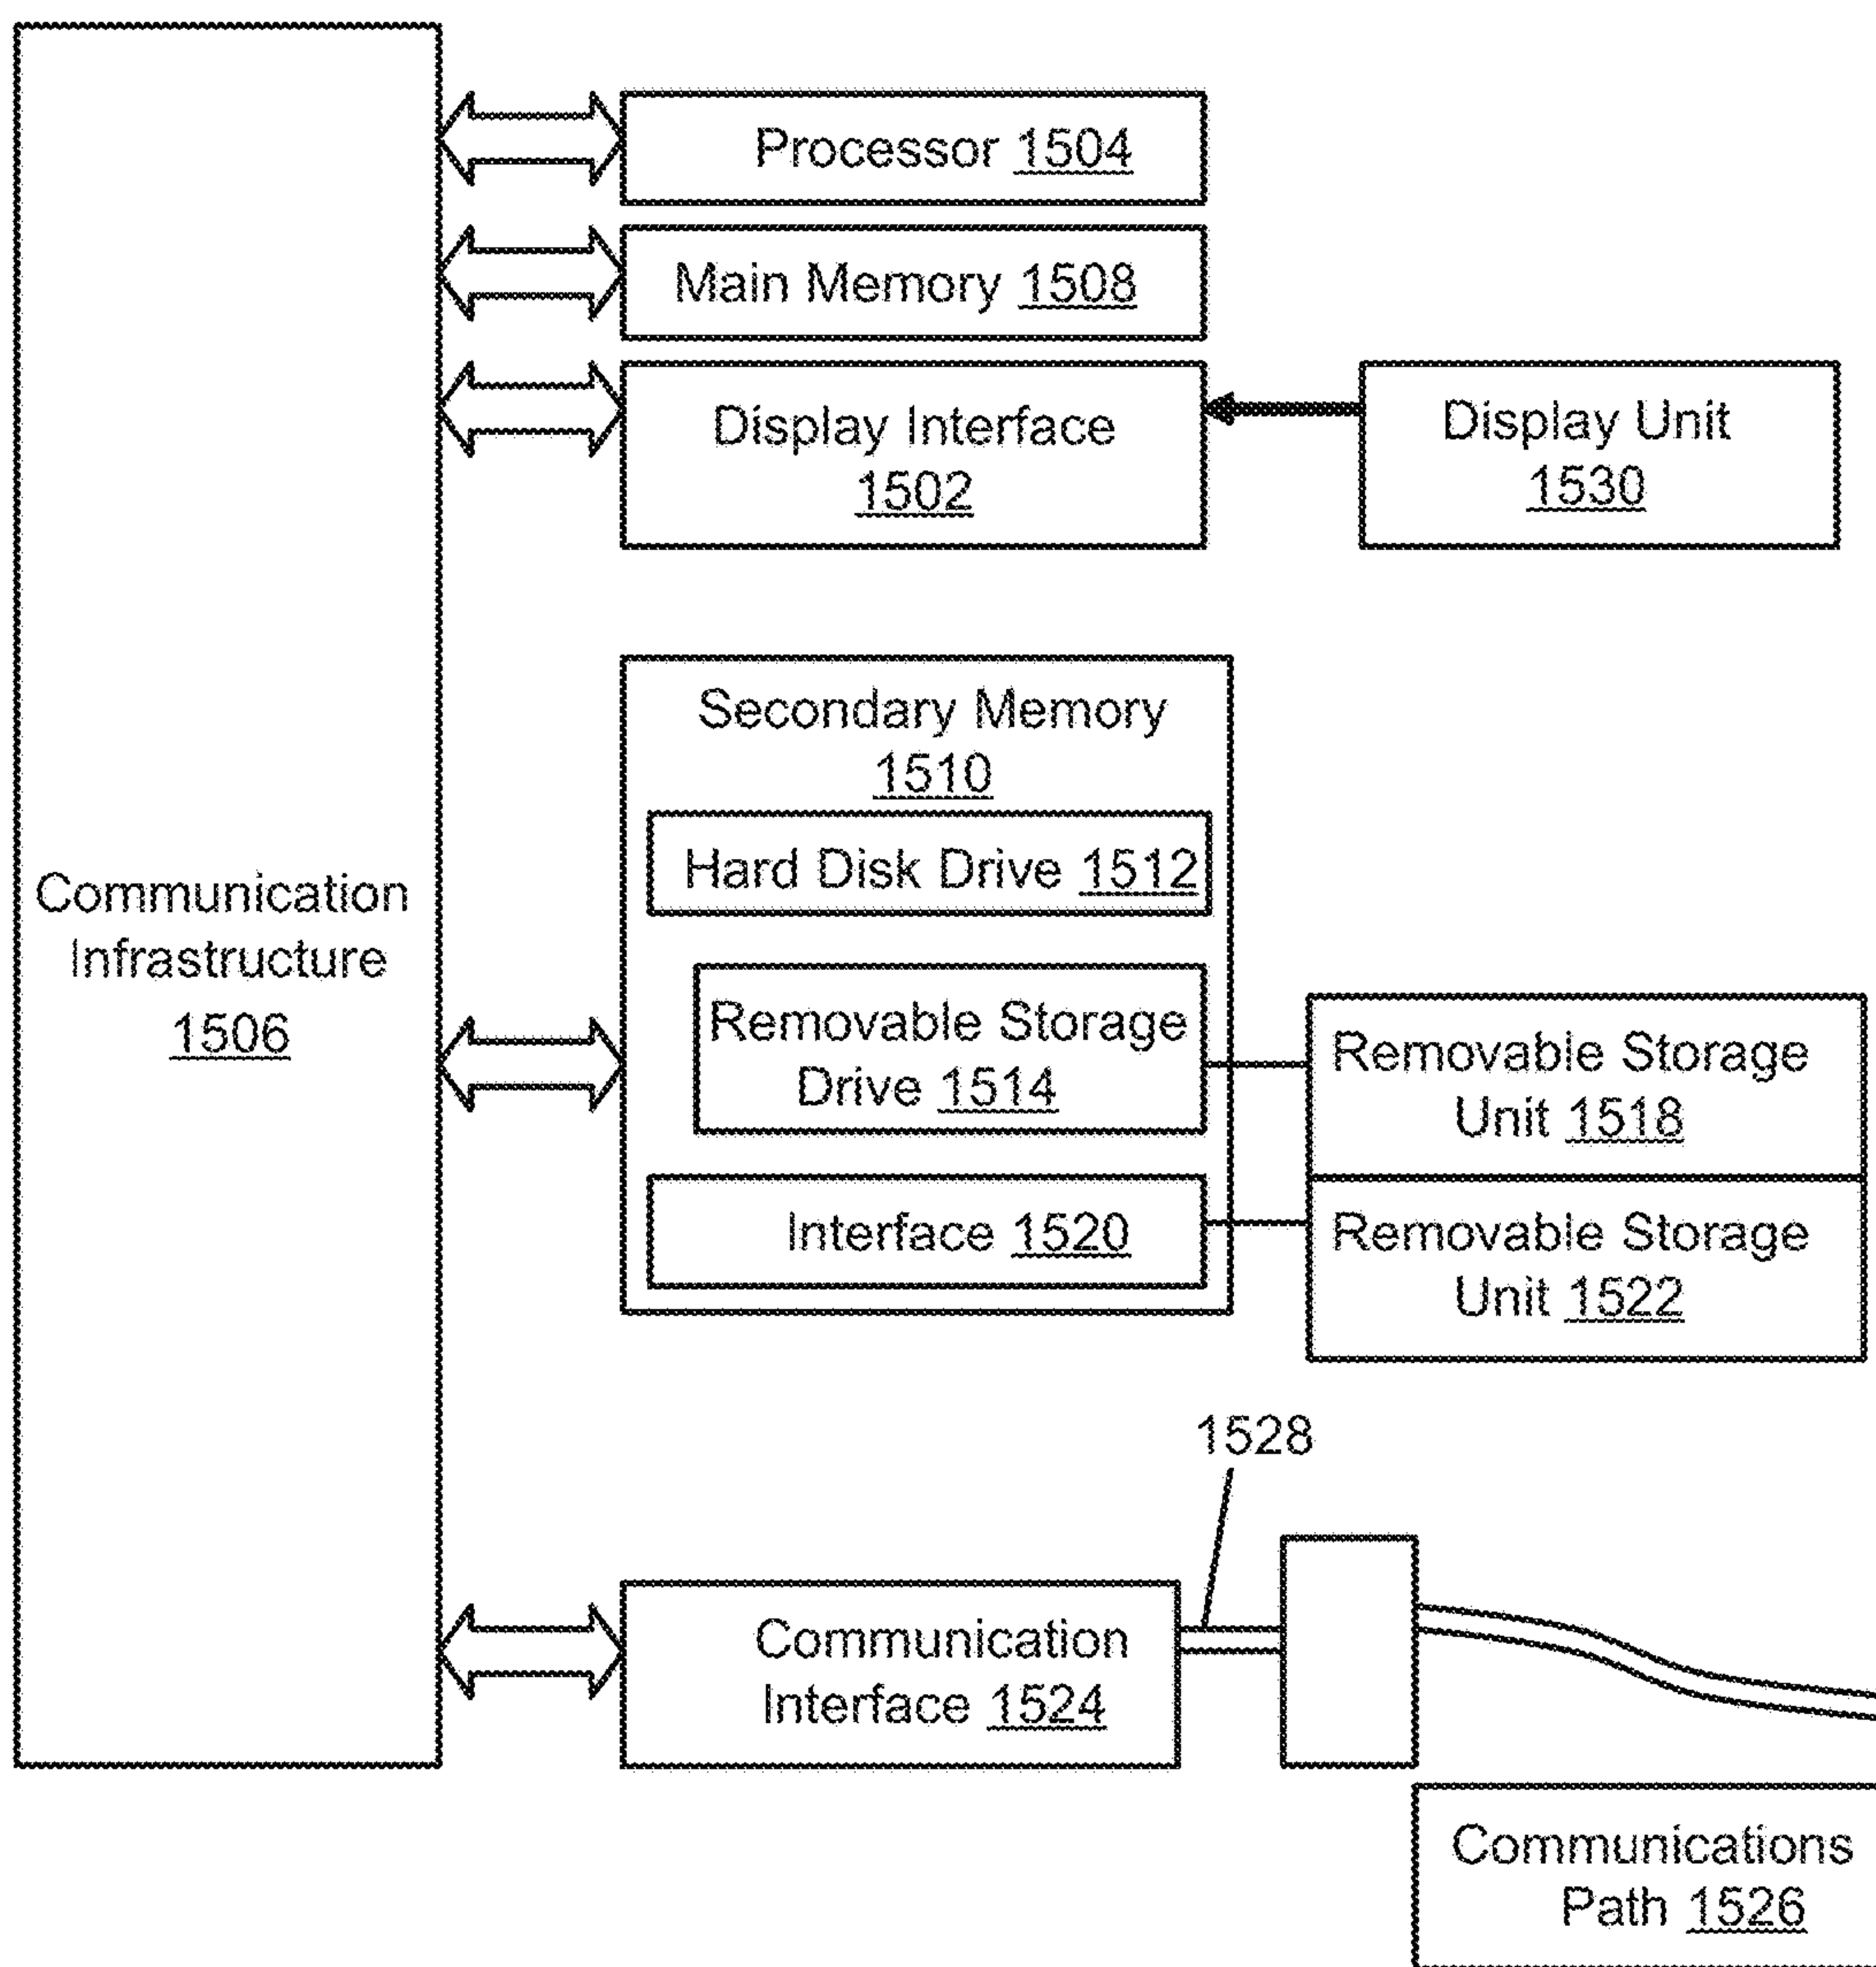 Processor 1504
Main Memory 1508
Display Interface
1502
Display Unit
1530
Secondary Memory
1510
Hard Disk Drive 1512
Communication
Infrastructure
1506
Removable Storage
Drive 1514
Removable Storage
Unit 1518
Interface 1520
Removable Storage
Unit 1522
1528
Communication
Interface 1524
Communications
Path 1526